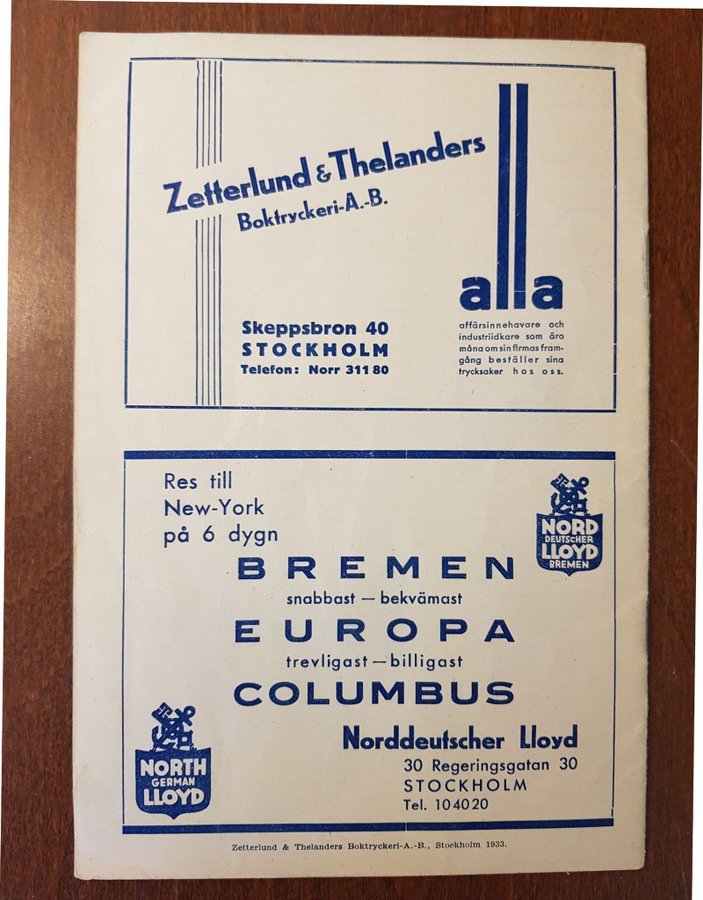 Zetterlund & Thelanders
Boktryckeri-A.-B.
Skeppsbron 40
STOCKHOLM
Telefon: Norr 311 80
alla
affärsinnehavare och
industriidkare som äro
måna om sin firmas fram-
gång beställer sina
trycksaker hos oss.
Res till
New-York
på 6 dygn
NORD
DEUTSCHER
LLOYD
BREMEN
BREMEN
snabbast — bekvämast
EUROPA
trevligast — billigast
COLUMBUS
NORTH
GERMAN
LLOYD
Norddeutscher Lloyd
30 Regeringsgatan 30
STOCKHOLM
Tel. 104020
Zetterlund & Thelanders Boktryckeri-A.-B., Stockholm 1933.